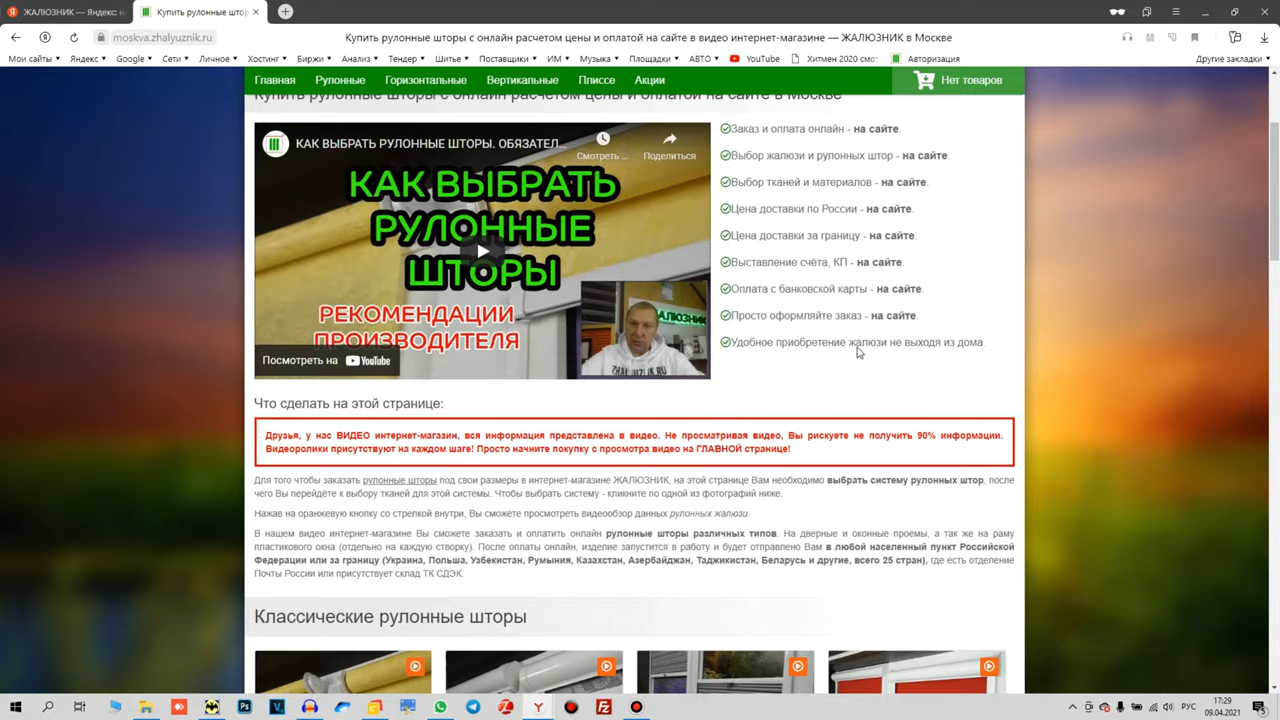 ЖАЛЮЗНИК — Яндекс: н
Купить рулонные штор
moskva.zhalyuznik.ru
Купить рулонные шторы с онлайн расчетом цены и оплатой на сайте в видео интернет-магазине — ЖАЛЮЗНИК в Москве
Мои сайты
Яндекс
Google
Сети
Личное
Хостинг
Биржи
Анализ
Тендер
Шитье
Поставщики
ИМ
Музыка
Площадки
АВТО
YouTube
Хитмен 2020 смот
Авторизация
Другие закладки
Главная
Рулонные
Горизонтальные
Вертикальные
Плиссе
Акции
Нет товаров
Купить рулонные шторы с онлайн расчетом цены и оплатой на сайте в Москве
КАК ВЫБРАТЬ РУЛОННЫЕ ШТОРЫ. ОБЯЗАТЕЛ...
Смотреть ...
Поделиться
КАК ВЫБРАТЬ
РУЛОННЫЕ
ШТОРЫ
РЕКОМЕНДАЦИИ
ПРОИЗВОДИТЕЛЯ
Посмотреть на YouTube
Заказ и оплата онлайн - на сайте.
Выбор жалюзи и рулонных штор - на сайте.
Выбор тканей и материалов - на сайте.
Цена доставки по России - на сайте.
Цена доставки за границу - на сайте.
Выставление счёта, КП - на сайте.
Оплата с банковской карты - на сайте.
Просто оформляйте заказ - на сайте.
Удобное приобретение жалюзи не выходя из дома.
Что сделать на этой странице:
Друзья, у нас ВИДЕО интернет-магазин, вся информация представлена в видео. Не просматривая видео, Вы рискуете не получить 90% информации.
Видеоролики присутствуют на каждом шаге! Просто начните покупку с просмотра видео на ГЛАВНОЙ странице!
Для того чтобы заказать рулонные шторы под свои размеры в интернет-магазине ЖАЛЮЗНИК, на этой странице Вам необходимо выбрать систему рулонных штор, после
чего Вы перейдёте к выбору тканей для этой системы. Чтобы выбрать систему - кликните по одной из фотографий ниже.
Нажав на оранжевую кнопку со стрелкой внутри, Вы сможете просмотреть видеообзор данных рулонных жалюзи.
В нашем видео интернет-магазине Вы сможете заказать и оплатить онлайн рулонные шторы различных типов. На дверные и оконные проемы, а так же на раму
пластикового окна (отдельно на каждую створку). После оплаты онлайн, изделие запустится в работу и будет отправлено Вам в любой населенный пункт Российской
Федерации или за границу (Украина, Польша, Узбекистан, Румыния, Казахстан, Азербайджан, Таджикистан, Беларусь и другие, всего 25 стран), где есть отделение
Почты России или присутствует склад ТК СДЭК.
Классические рулонные шторы
РУС
17:29
09.04.2021